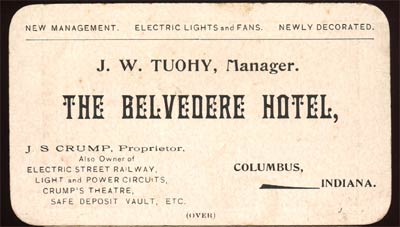 NEW MANAGEMENT. ELECTRIC LIGHTS and FANS. NEWLY DECORATED.
J. W. TUOHY, Manager.
THE BELVEDERE HOTEL,
J. S CRUMP, Proprietor.
Also Owner of
ELECTRIC STREET RAILWAY,
LIGHT and POWER CIRCUITS,
CRUMP'S THEATRE,
SAFE DEPOSIT VAULT, ETC.
COLUMBUS,
INDIANA.
(OVER)